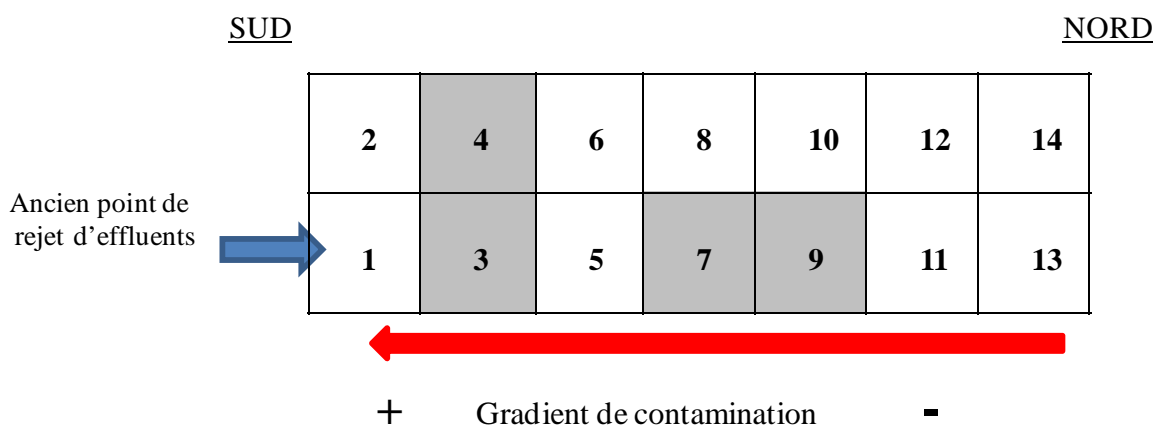 SUD NORD
2 4 6 8 10 12 14
Ancien point de
rejet d'effluents
1 3 5 7 9 11 13
+ Gradient de contamination -